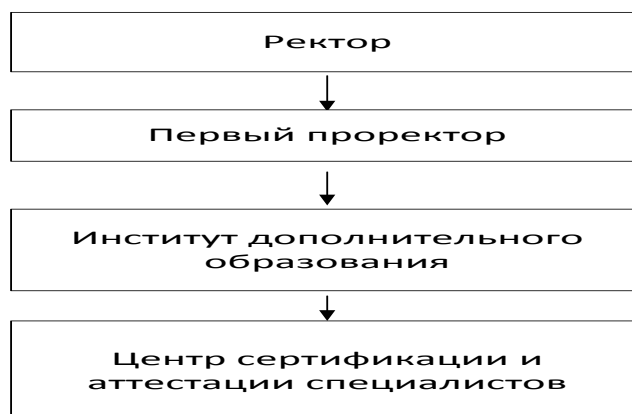 Ректор
Первый проректор
Институт дополнительного
образования
Центр сертификации и
аттестации специалистов